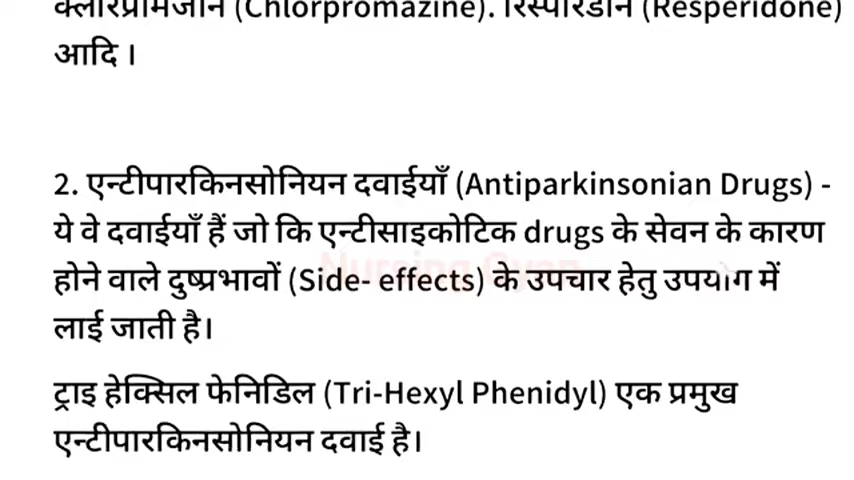 क्लोरप्रोमेजीन (Chlorpromazine). रिस्पेरिडोन (Resperidone)
आदि ।
2. एन्टीपारकिनसोनियन दवाईयाँ (Antiparkinsonian Drugs) -
ये वे दवाईयाँ हैं जो कि एन्टीसाइकोटिक drugs के सेवन के कारण
होने वाले दुष्प्रभावों (Side- effects) के उपचार हेतु उपयोग में
लाई जाती है।
ट्राइ हेक्सिल फेनिडिल (Tri-Hexyl Phenidyl) एक प्रमुख
एन्टीपारकिनसोनियन दवाई है।